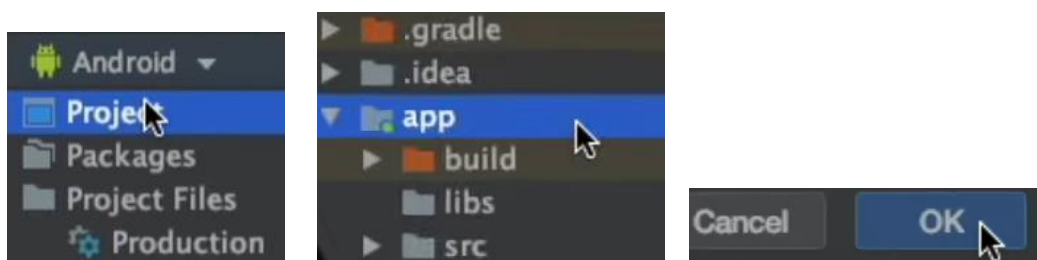 Android
Project
Packages
Project Files
Production
.gradle
.idea
app
build
libs
src
Cancel
OK